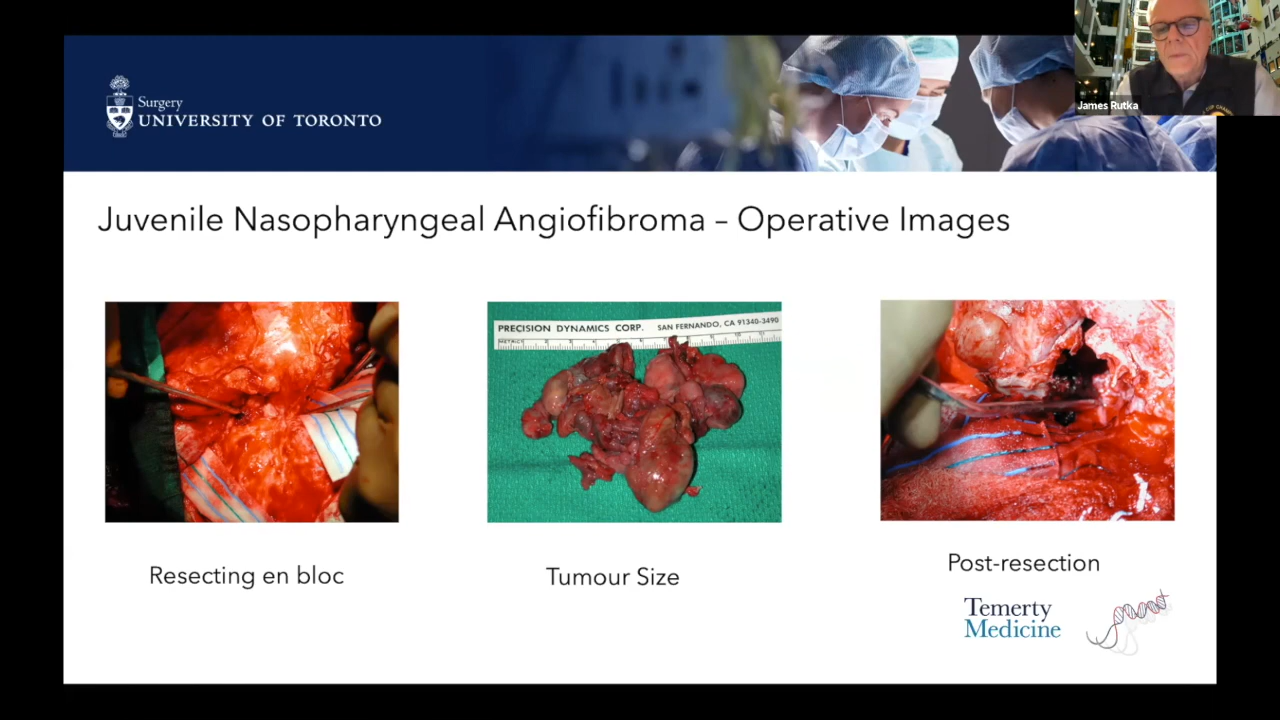 James Rutka
Surgery
UNIVERSITY OF TORONTO
Juvenile Nasopharyngeal Angiofibroma – Operative Images
PRECISION DYNAMICS CORP. SAN FERNANDO, CA 91340-3490
METRIC
Resecting en bloc
Tumour Size
Post-resection
Temerty
Medicine